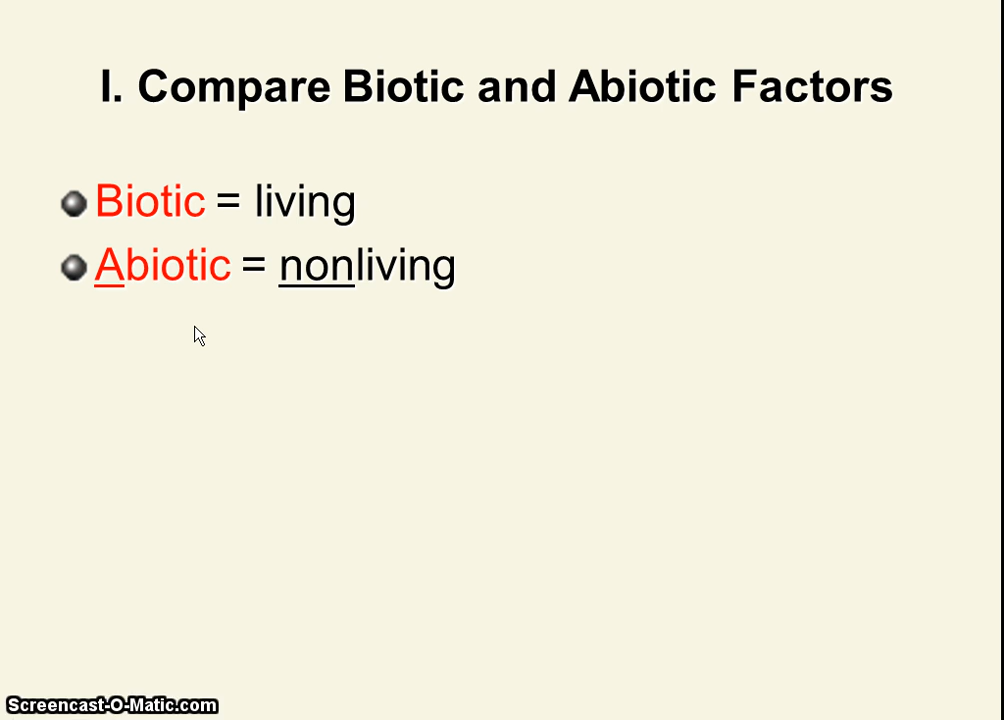 I. Compare Biotic and Abiotic Factors
Biotic = living
Abiotic = nonliving
Screencast-O-Matic.com